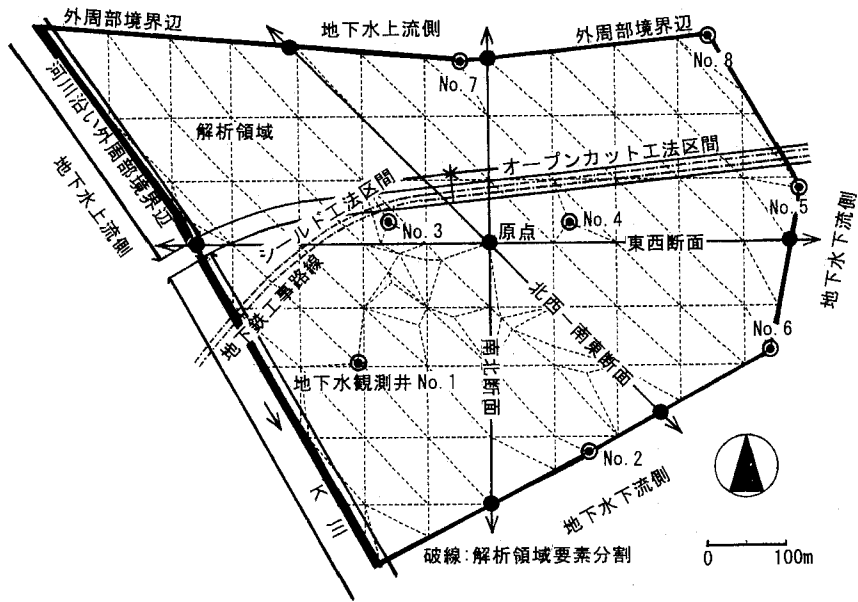 外周部境界辺
地下水上流側
外周部境界辺
No. 7
No. 8
河川沿い外周部境界辺
解析領域
地下水上流側
オープンカット工法区間
シールド工法区間
No. 5
No. 3
No. 4
原点
東西断面
地下水下流側
地下鉄工事路線
北西－南東断面
南北断面
No. 6
地下水観測井 No. 1
No. 2
K川
地下水下流側
破線:解析領域要素分割
0 100m